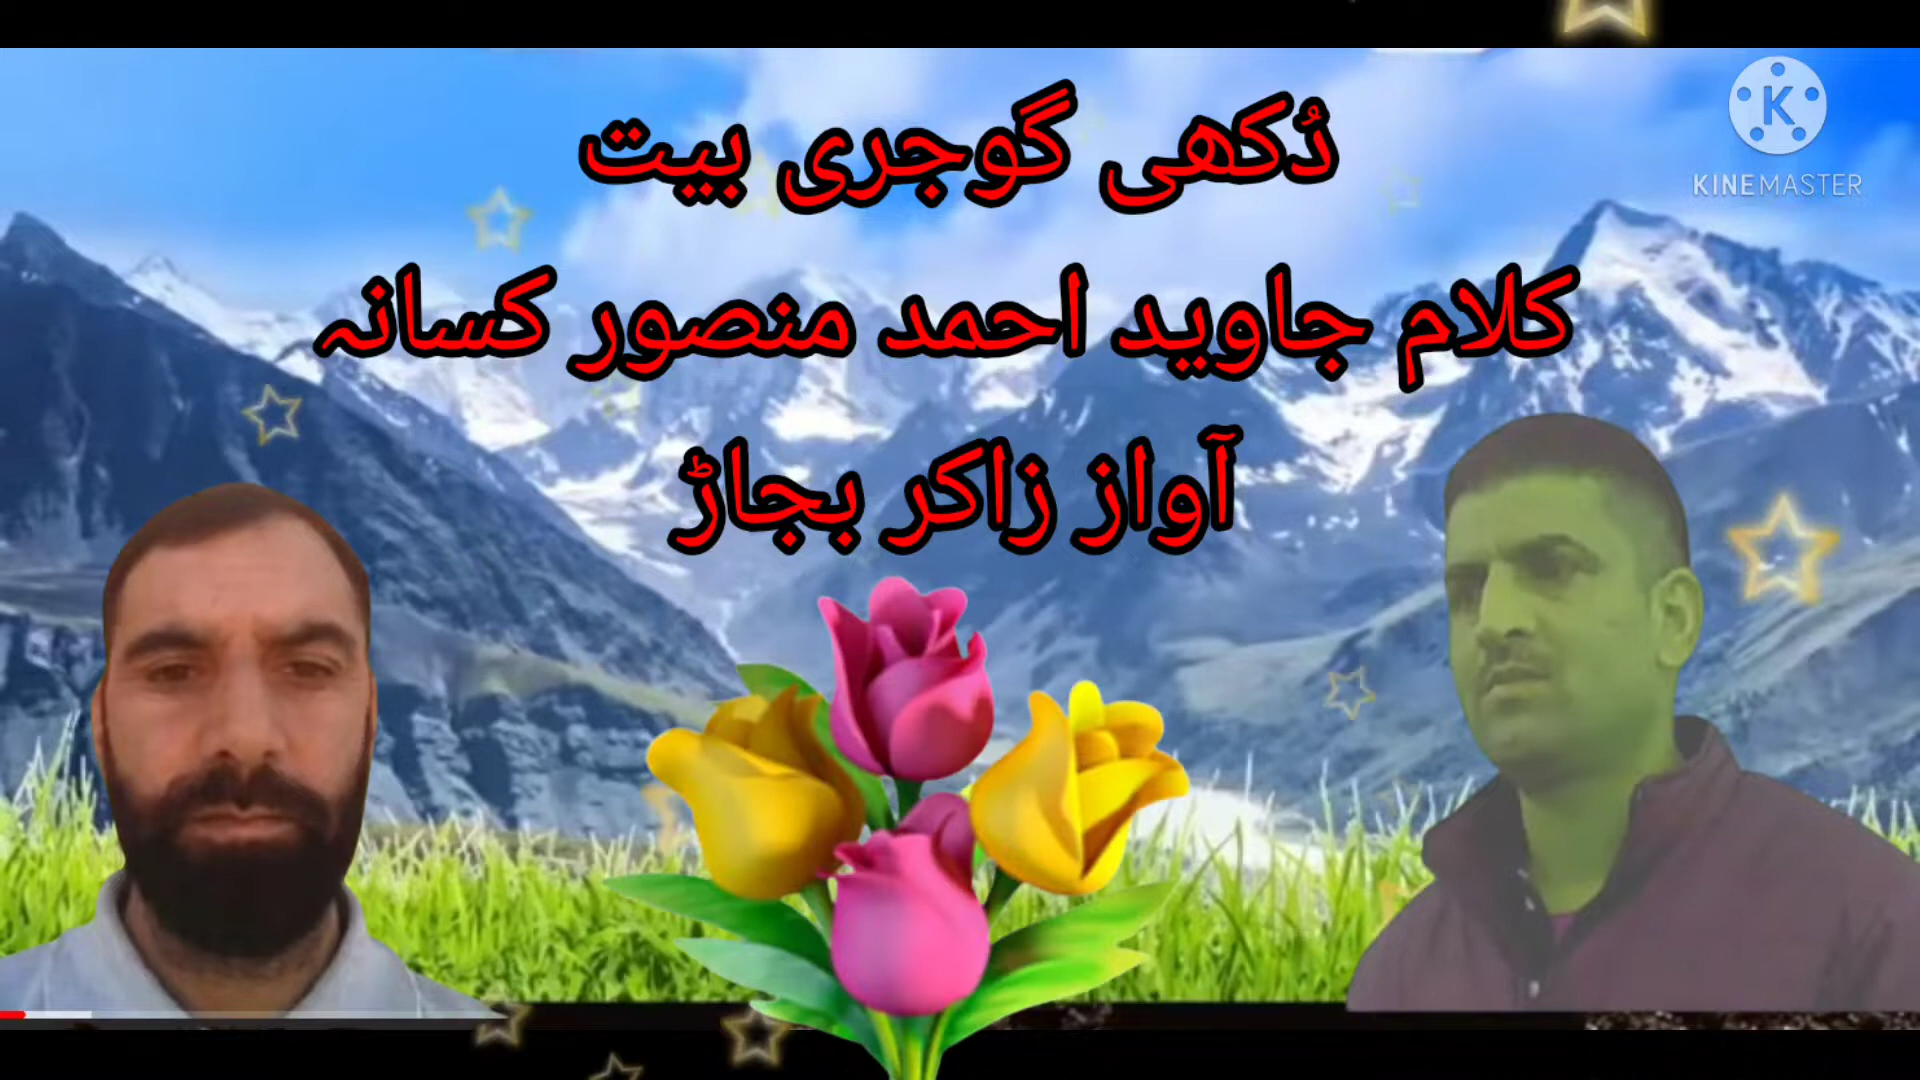 دُکھی گوجری بیت
کلام جاوید احمد منصور کسانہ
آواز زاکر بجاڑ
K
KINEMASTER